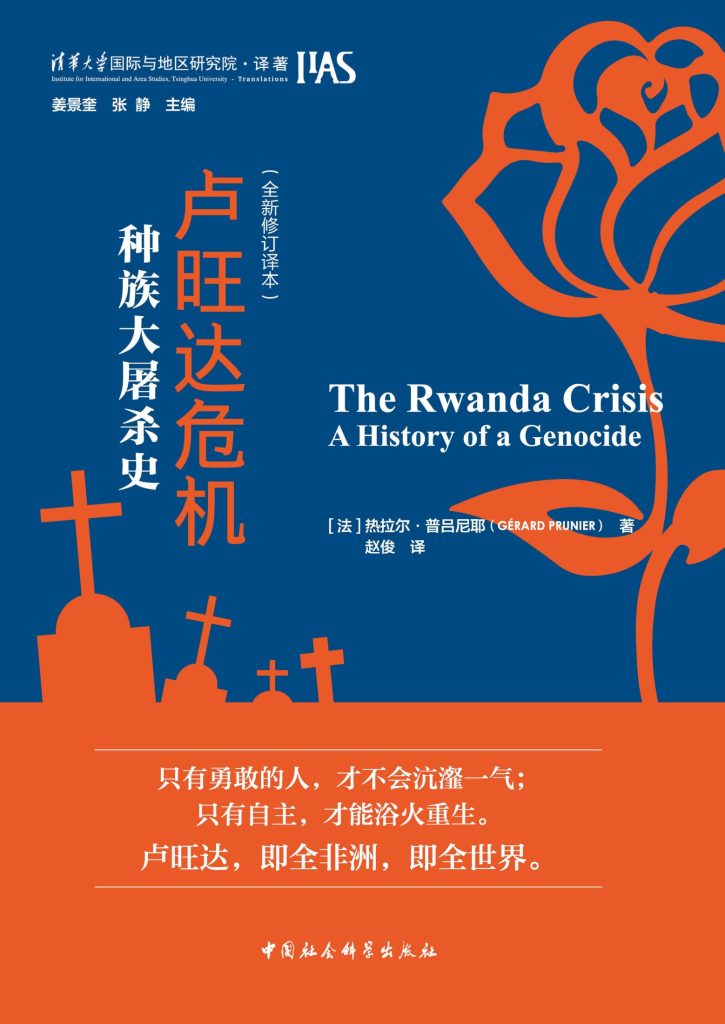 清华大学国际与地区研究院·译著 IIAS
Institute for International and Area Studies, Tsinghua University - Translations
姜景奎 张 静 主编
(全新修订译本)
卢旺达危机
种族大屠杀史
The Rwanda Crisis
A History of a Genocide
[法]热拉尔·普吕尼耶(GÉRARD PRUNIER) 著
赵俊 译
只有勇敢的人，才不会沆瀣一气；
只有自主，才能浴火重生。
卢旺达，即全非洲，即全世界。
中国社会科学出版社